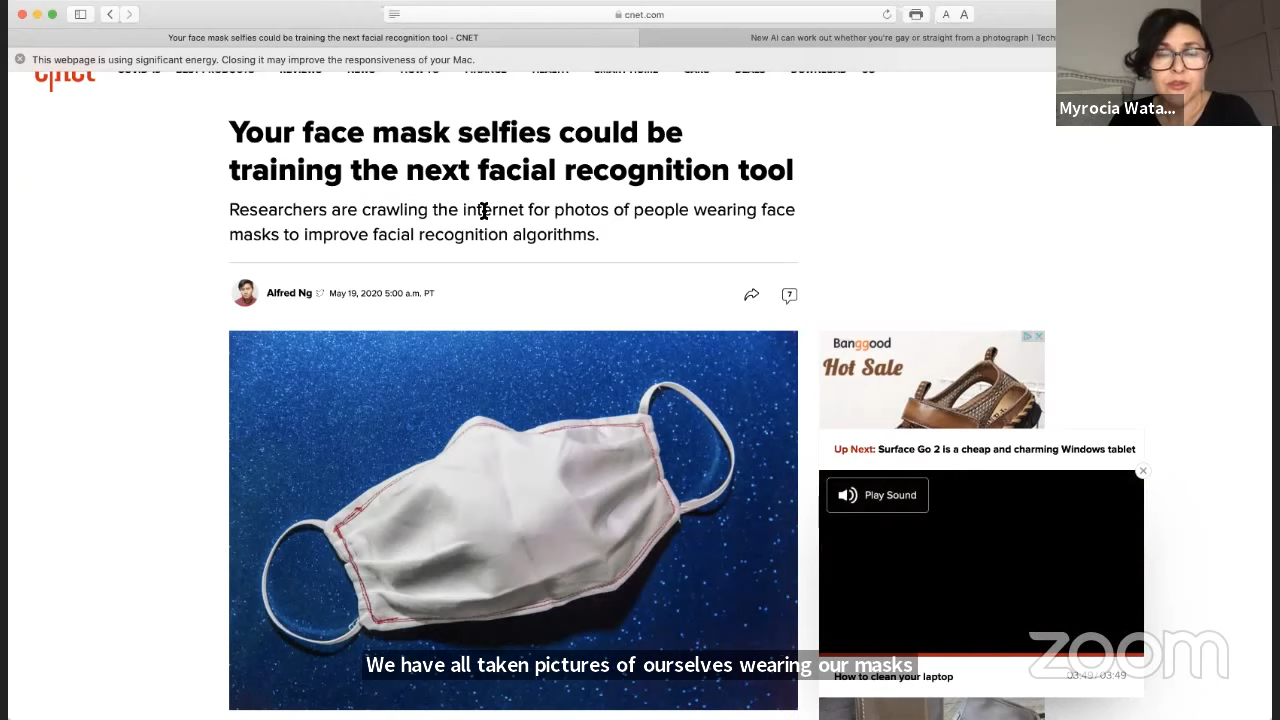 cnet.com
Your face mask selfies could be training the next facial recognition tool - CNET
New AI can work out whether you're gay or straight from a photograph | Tech
This webpage is using significant energy. Closing it may improve the responsiveness of your Mac.
Myrocia Wata...
Your face mask selfies could be
training the next facial recognition tool
Researchers are crawling the internet for photos of people wearing face
masks to improve facial recognition algorithms.
Alfred Ng May 19, 2020 5:00 a.m. PT
7
Banggood
Hot Sale
Up Next: Surface Go 2 is a cheap and charming Windows tablet
Play Sound
We have all taken pictures of ourselves wearing our masks
How to clean your laptop
03:49 / 03:49
zoom